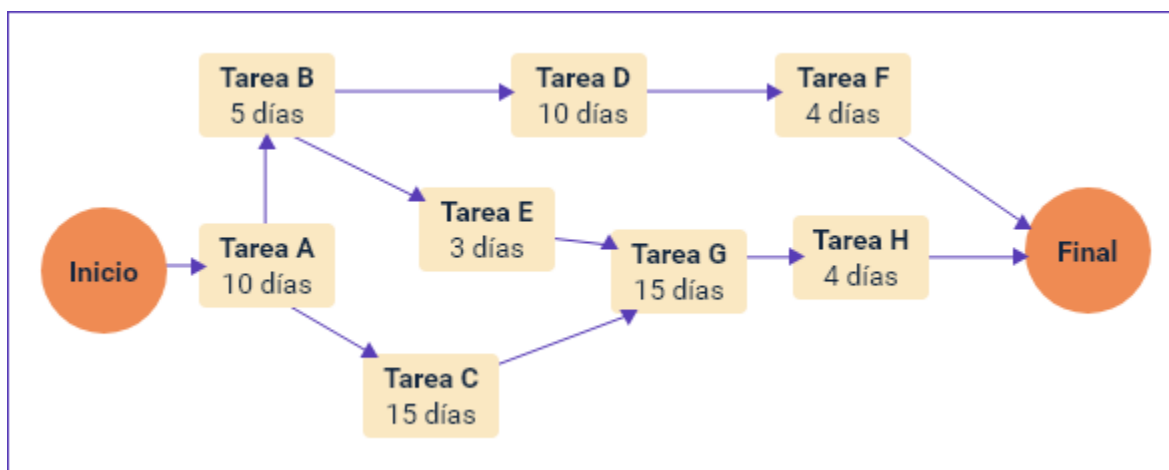 Tarea B
5 días
Tarea D
10 días
Tarea F
4 días
Tarea E
3 días
Inicio
Tarea A
10 días
Tarea G
15 días
Tarea H
4 días
Final
Tarea C
15 días